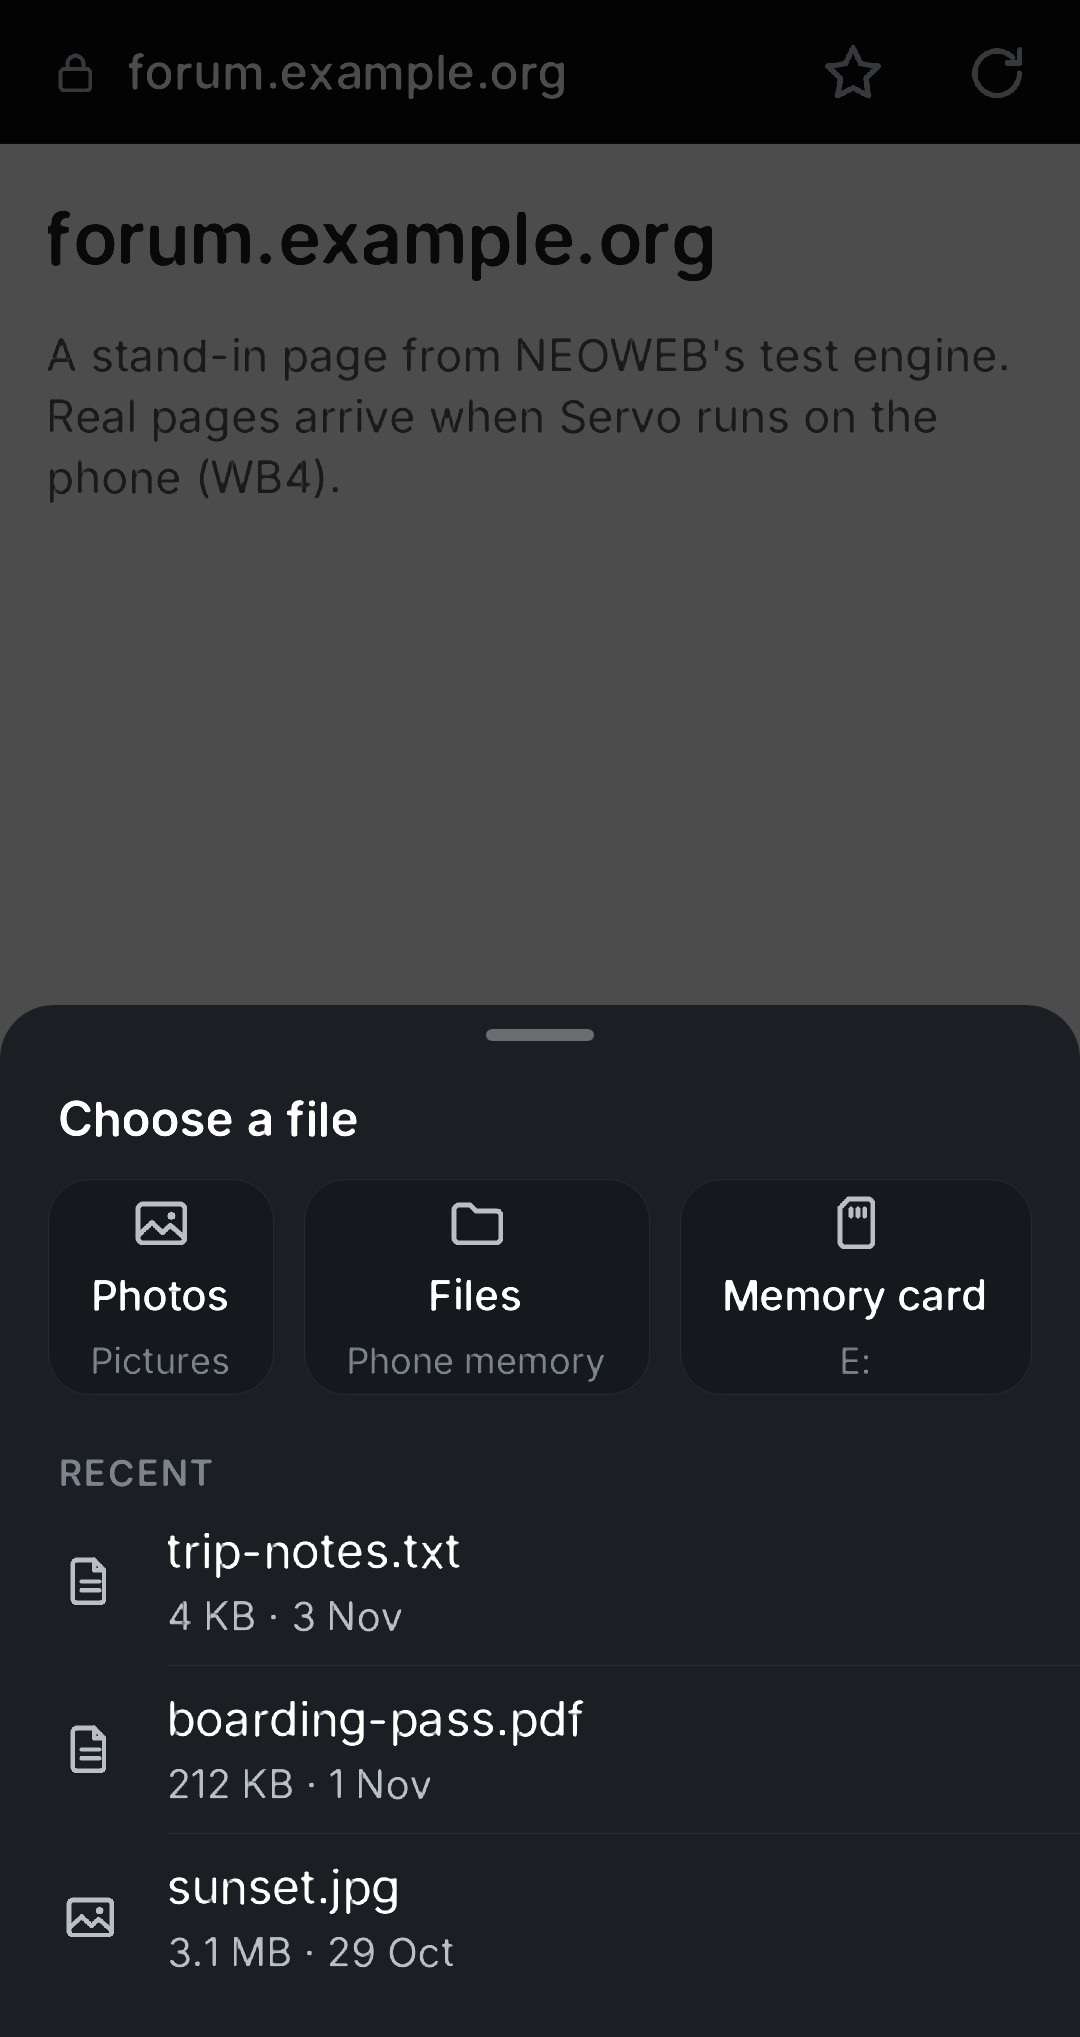 forum.example.org
forum.example.org
A stand-in page from NEOWEB's test engine.
Real pages arrive when Servo runs on the
phone (WB4).
Choose a file
Photos
Pictures
Files
Phone memory
Memory card
E:
RECENT
trip-notes.txt
4 KB · 3 Nov
boarding-pass.pdf
212 KB · 1 Nov
sunset.jpg
3.1 MB · 29 Oct